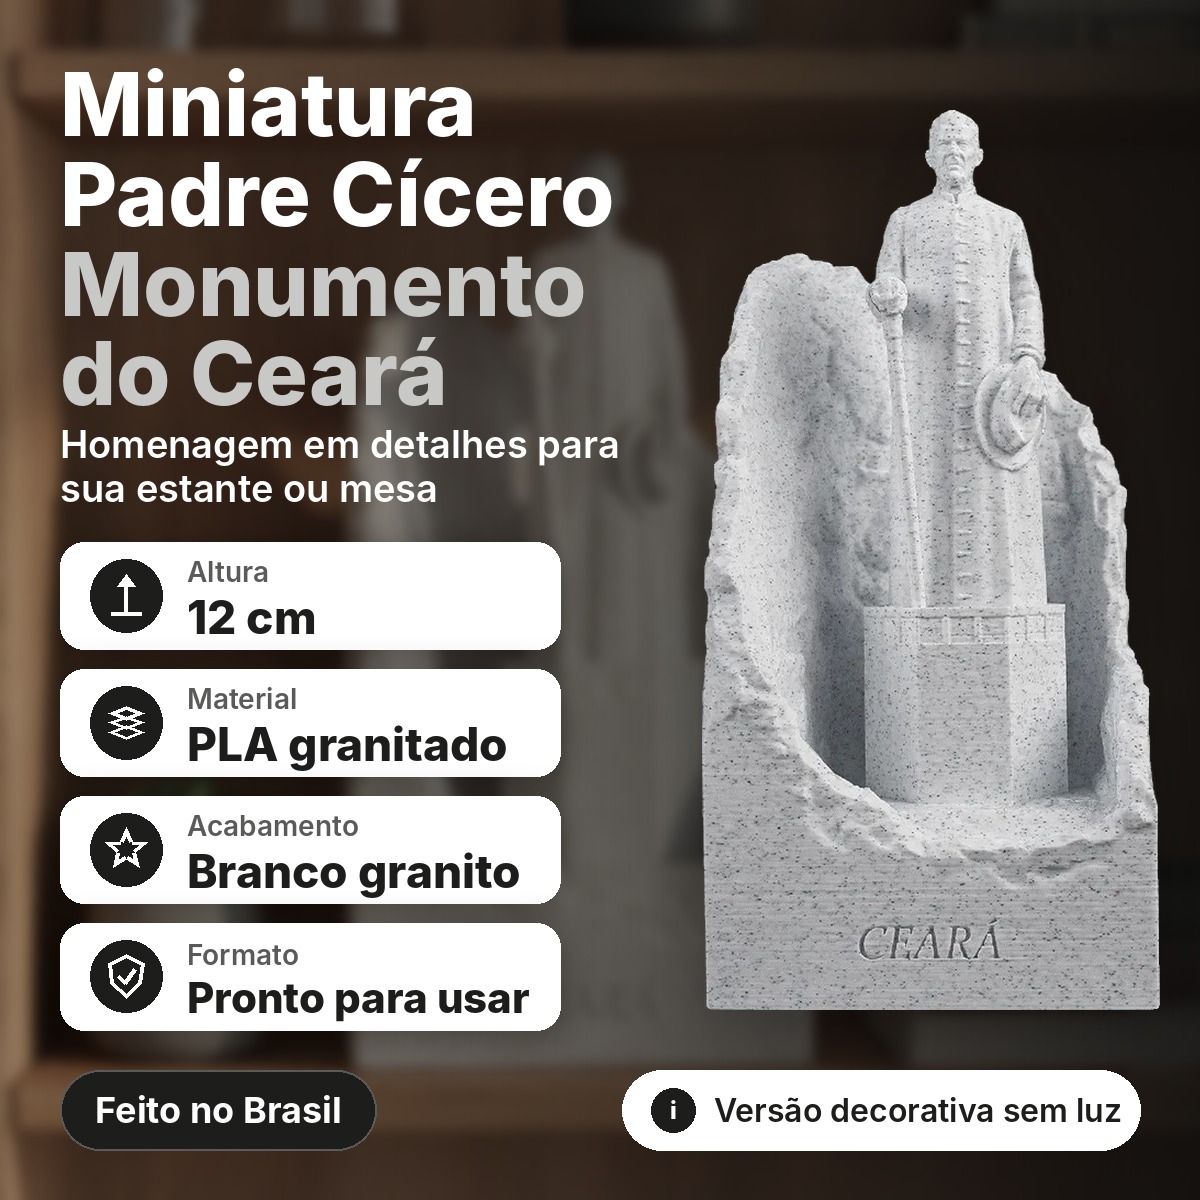 Miniatura
Padre Cícero
Monumento
do Ceará
Homenagem em detalhes para
sua estante ou mesa
Altura
12 cm
Material
PLA granitado
Acabamento
Branco granito
Formato
Pronto para usar
CEARÁ
Feito no Brasil
i Versão decorativa sem luz